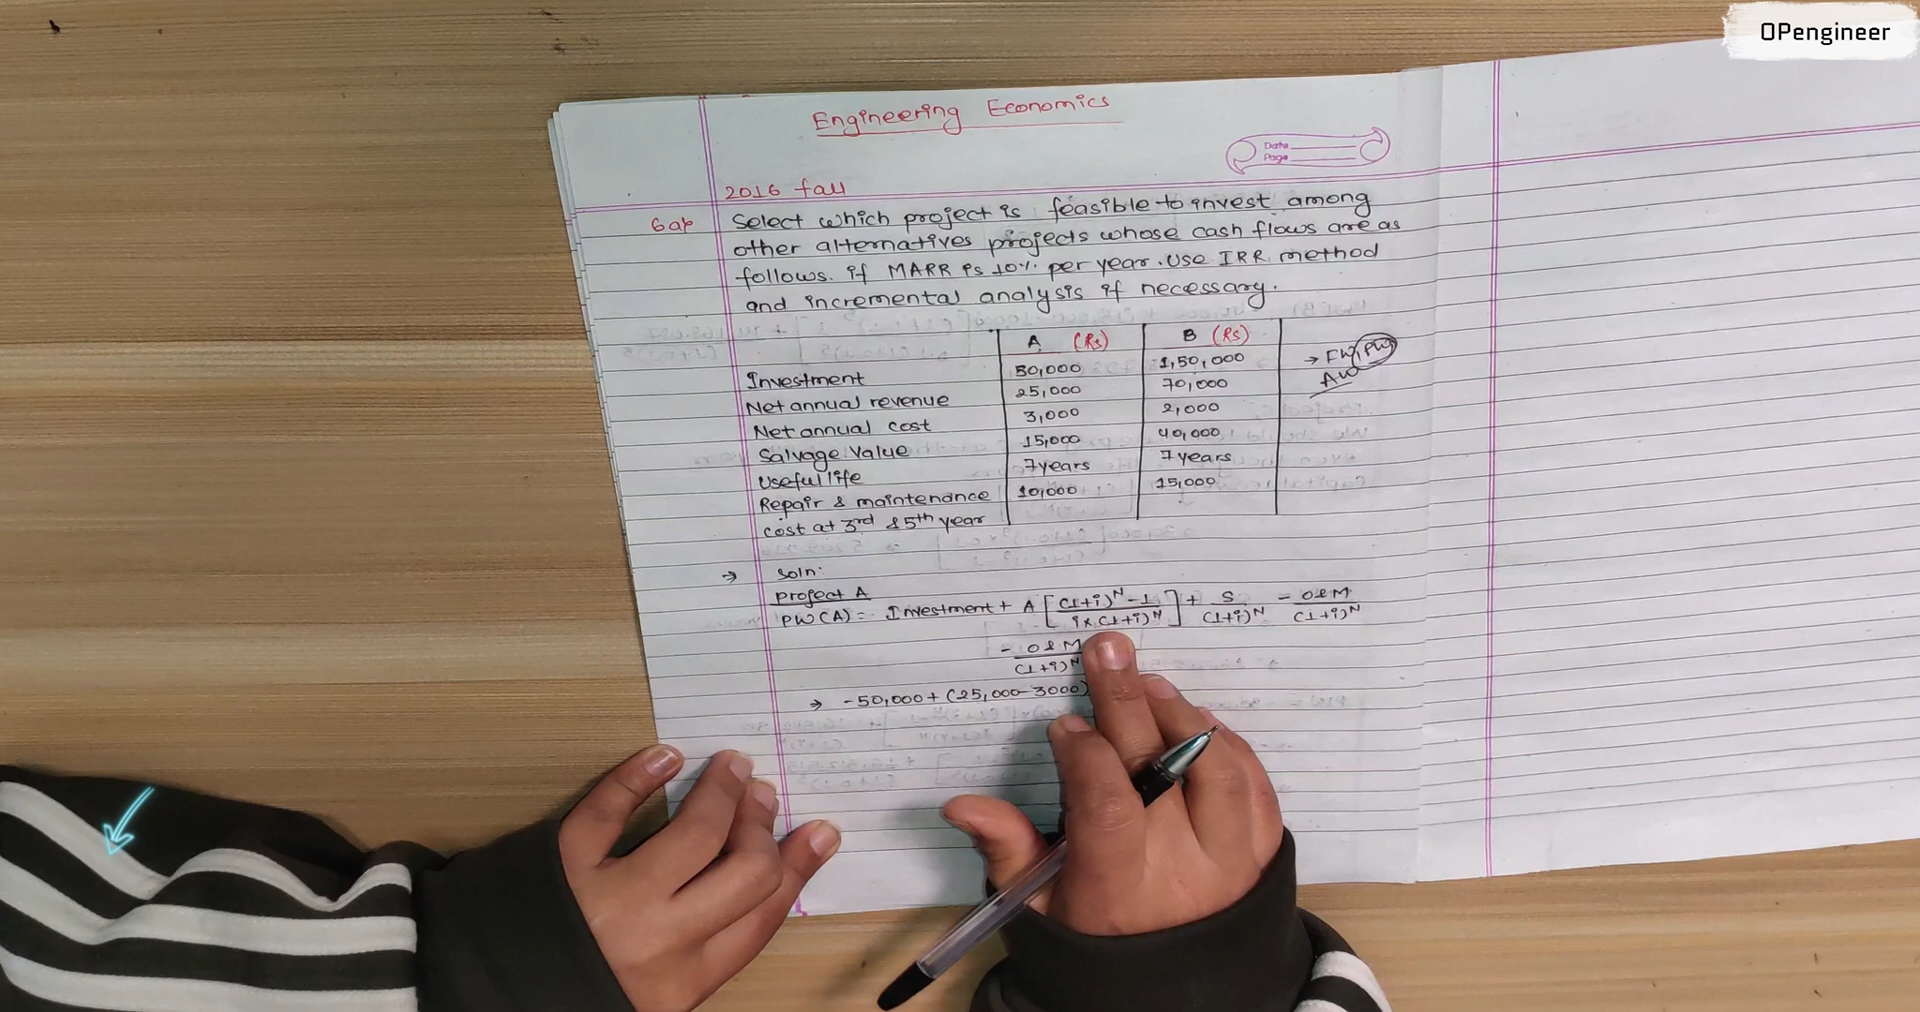 OPengineer
Engineering Economics
Date
Page
2016 fall
6a) Select which project is feasible to invest among
other alternatives projects whose cash flows are as
follows. if MARR is 10% per year. Use IRR method
and incremental analysis if necessary.
A (Rs) B (Rs)
Investment 50,000 1,50,000 → FW, PW,
Net annual revenue 25,000 70,000 AW
Net annual cost 3,000 2,000
Salvage Value 15,000 40,000
Useful life 7years 7years
Repair & maintenance 10,000 15,000
cost at 3rd & 5th year
→ Soln:
project A
PW(A) = Investment + A [(1+i)^N - 1 / i×(1+i)^N] + S/(1+i)^N - O&M/(1+i)^N
- O&M/(1+i)^N
→ -50,000 + (25,000-3000)